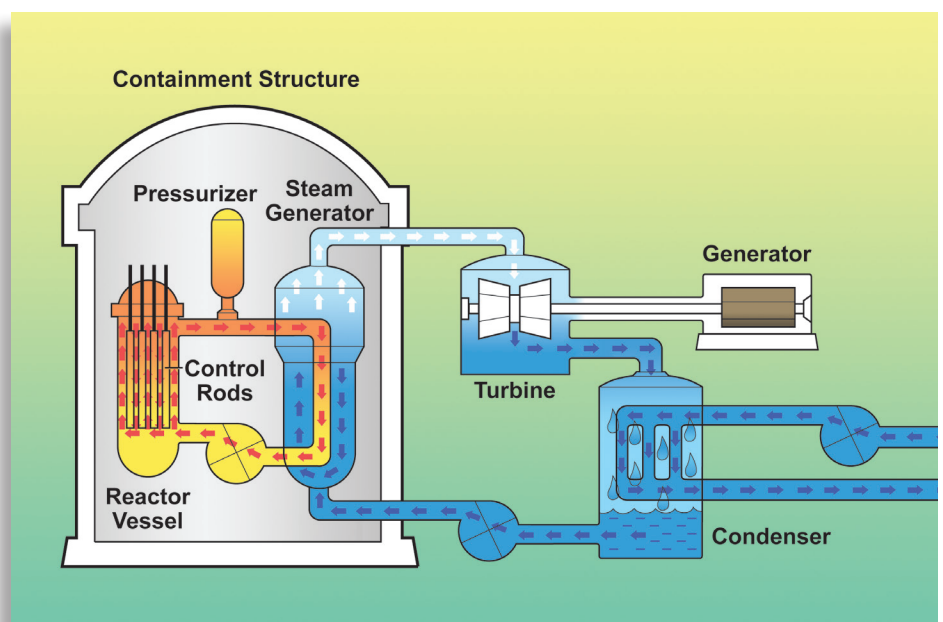 Containment Structure
Pressurizer
Steam
Generator
Control
Rods
Reactor
Vessel
Turbine
Generator
Condenser